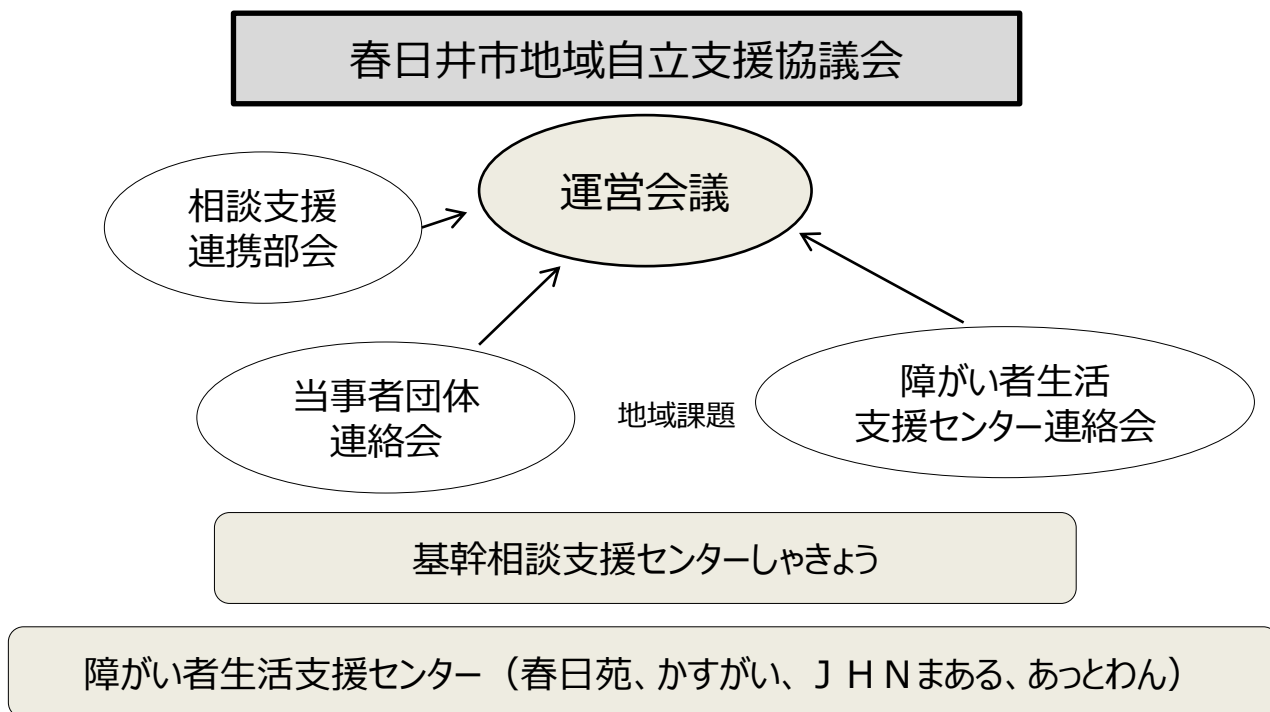 春日井市地域自立支援協議会
運営会議
相談支援
連携部会
当事者団体
連絡会
地域課題
障がい者生活
支援センター連絡会
基幹相談支援センターしゃきょう
障がい者生活支援センター（春日苑、かすがい、ＪＨＮまある、あっとわん）